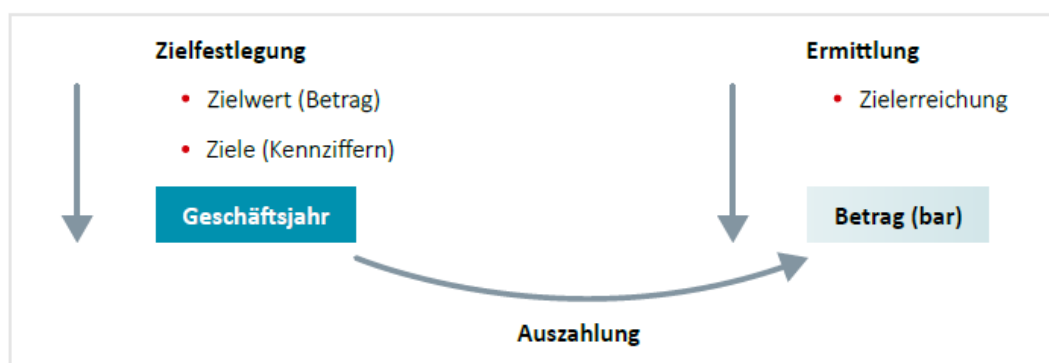 Zielfestlegung
Zielwert (Betrag)
Ziele (Kennziffern)
Geschäftsjahr
Ermittlung
Zielerreichung
Betrag (bar)
Auszahlung